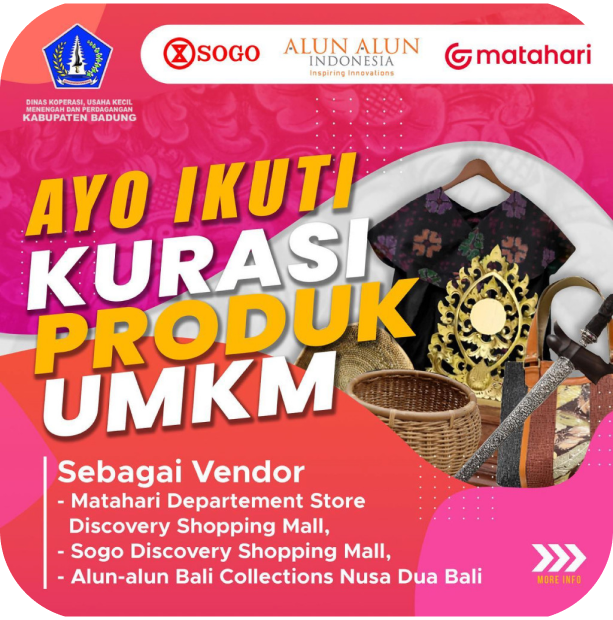 SOGO
ALUN ALUN
INDONESIA
Inspiring Innovations
matahari
DINAS KOPERASI, USAHA KECIL
MENENGAH DAN PERDAGANGAN
KABUPATEN BADUNG
AYO IKUTI
KURASI
PRODUK
UMKM
Sebagai Vendor
- Matahari Departement Store
Discovery Shopping Mall,
- Sogo Discovery Shopping Mall,
- Alun-alun Bali Collections Nusa Dua Bali
MORE INFO